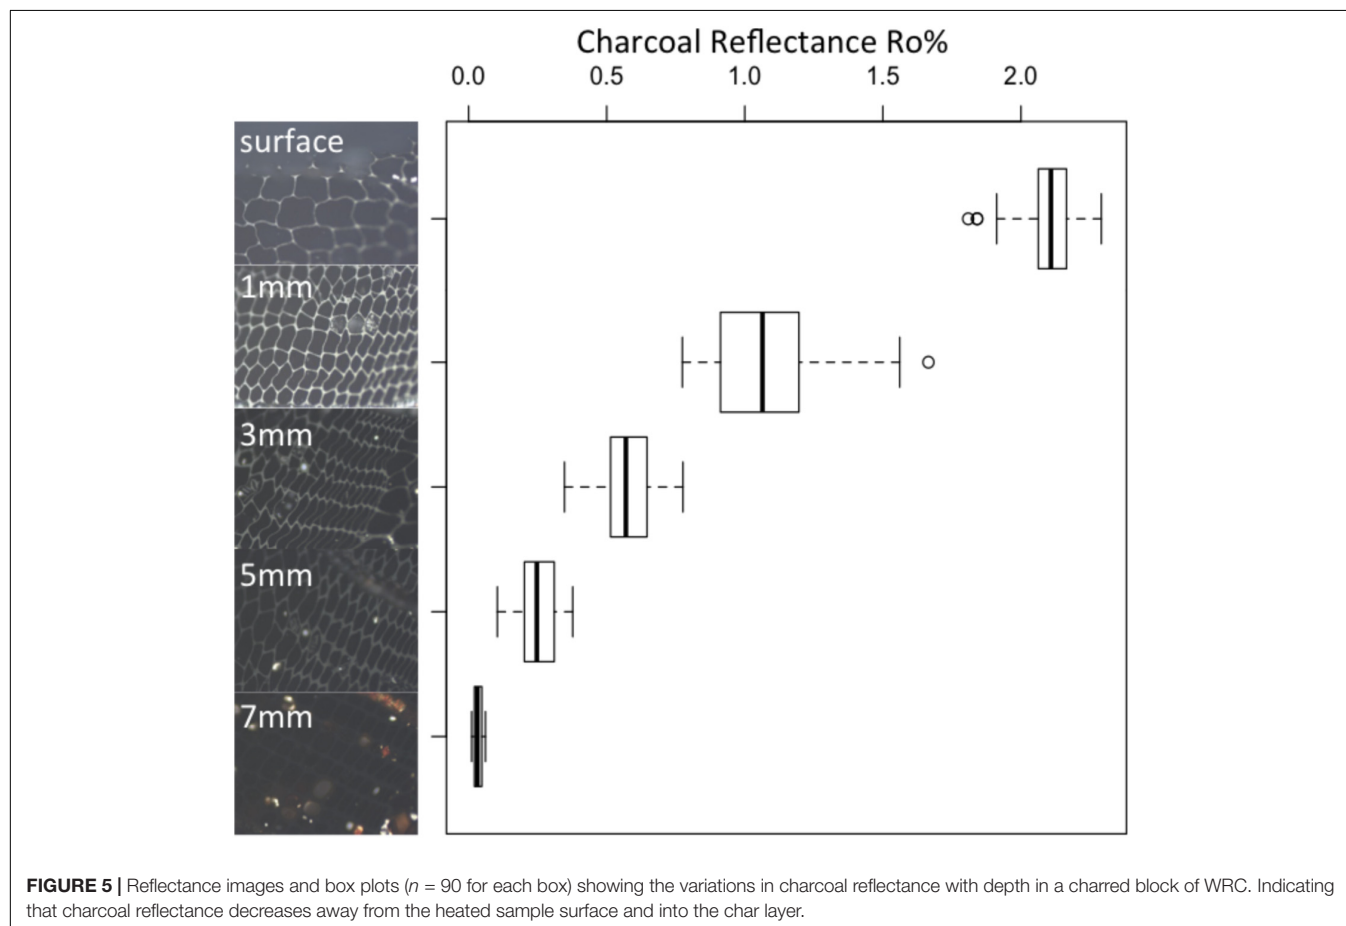 Charcoal Reflectance Ro%
0.0 0.5 1.0 1.5 2.0
surface
1mm
3mm
5mm
7mm
FIGURE 5 | Reflectance images and box plots (n = 90 for each box) showing the variations in charcoal reflectance with depth in a charred block of WRC. Indicating
that charcoal reflectance decreases away from the heated sample surface and into the char layer.